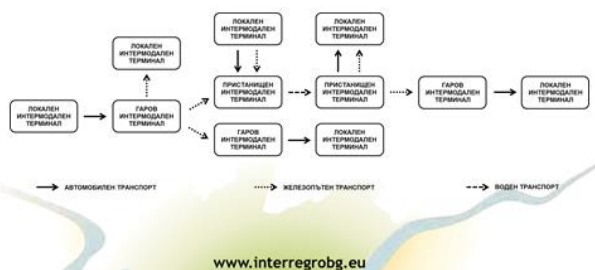 ЛОКАЛЕН
ИНТЕРМОДАЛЕН
ТЕРМИНАЛ
ЛОКАЛЕН
ИНТЕРМОДАЛЕН
ТЕРМИНАЛ
ЛОКАЛЕН
ИНТЕРМОДАЛЕН
ТЕРМИНАЛ
ЛОКАЛЕН
ИНТЕРМОДАЛЕН
ТЕРМИНАЛ
ГАРОВ
ИНТЕРМОДАЛЕН
ТЕРМИНАЛ
ПРИСТАНИЩЕН
ИНТЕРМОДАЛЕН
ТЕРМИНАЛ
ПРИСТАНИЩЕН
ИНТЕРМОДАЛЕН
ТЕРМИНАЛ
ГАРОВ
ИНТЕРМОДАЛЕН
ТЕРМИНАЛ
ЛОКАЛЕН
ИНТЕРМОДАЛЕН
ТЕРМИНАЛ
ГАРОВ
ИНТЕРМОДАЛЕН
ТЕРМИНАЛ
ЛОКАЛЕН
ИНТЕРМОДАЛЕН
ТЕРМИНАЛ
АВТОМОБИЛЕН ТРАНСПОРТ
ЖЕЛЕЗОПЪТЕН ТРАНСПОРТ
ВОДЕН ТРАНСПОРТ
www.interregrobg.eu